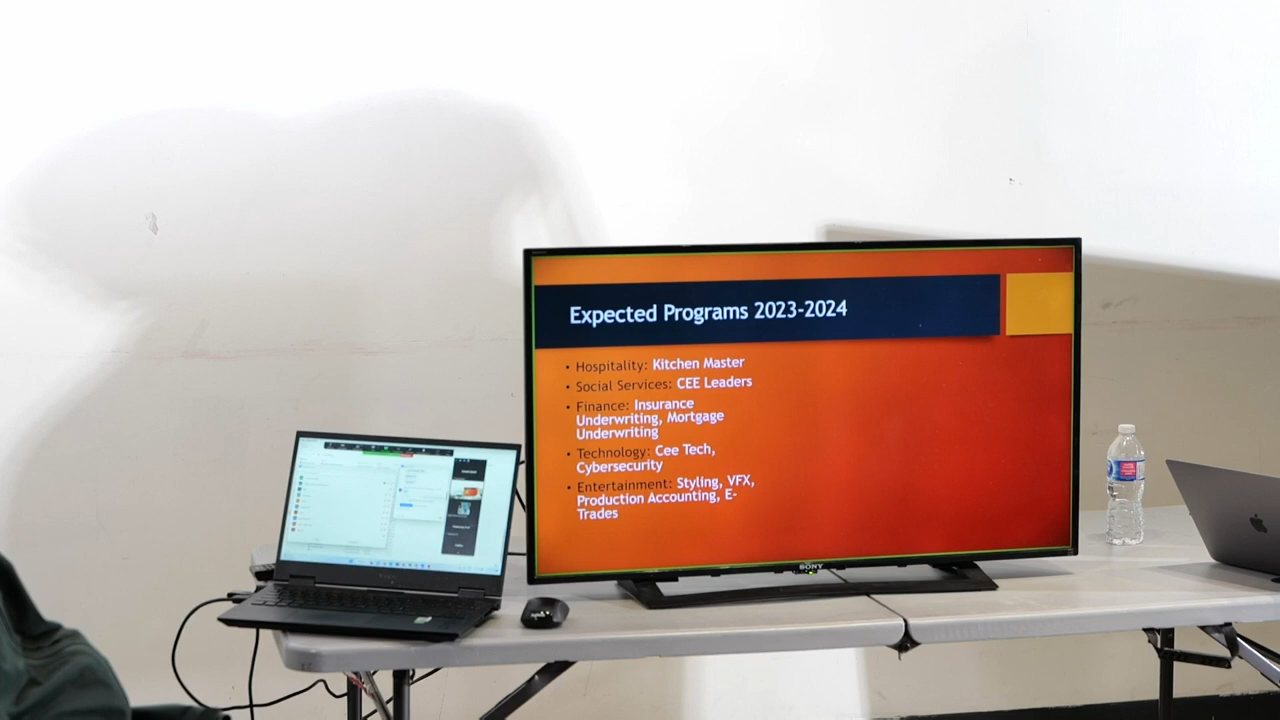 Expected Programs 2023-2024
• Hospitality: Kitchen Master
• Social Services: CEE Leaders
• Finance: Insurance
Underwriting, Mortgage
Underwriting
• Technology: Cee Tech,
Cybersecurity
• Entertainment: Styling, VFX,
Production Accounting, E-
Trades
SONY